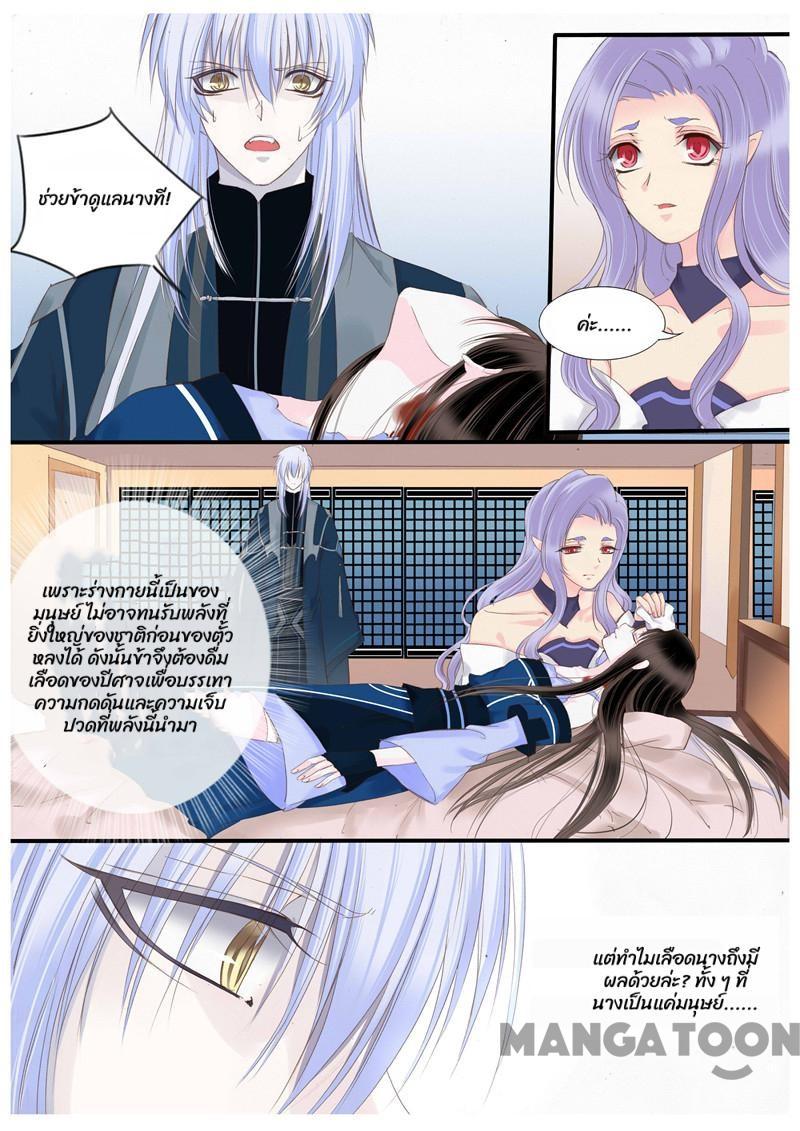 ช่วยข้าดูแลนางที!
ค่ะ......
เพราะร่างกายนี้เป็นของ
มนุษย์ ไม่อาจทนรับพลังที่
ยิ่งใหญ่ของชาติก่อนของตั้ว
หลงได้ ดังนั้นข้าจึงต้องดื่ม
เลือดของปีศาจเพื่อบรรเทา
ความกดดันและความเจ็บ
ปวดที่พลังนี้นำมา
แต่ทำไมเลือดนางถึงมี
ผลด้วยล่ะ? ทั้ง ๆ ที่
นางเป็นแค่มนุษย์......
MANGATOON